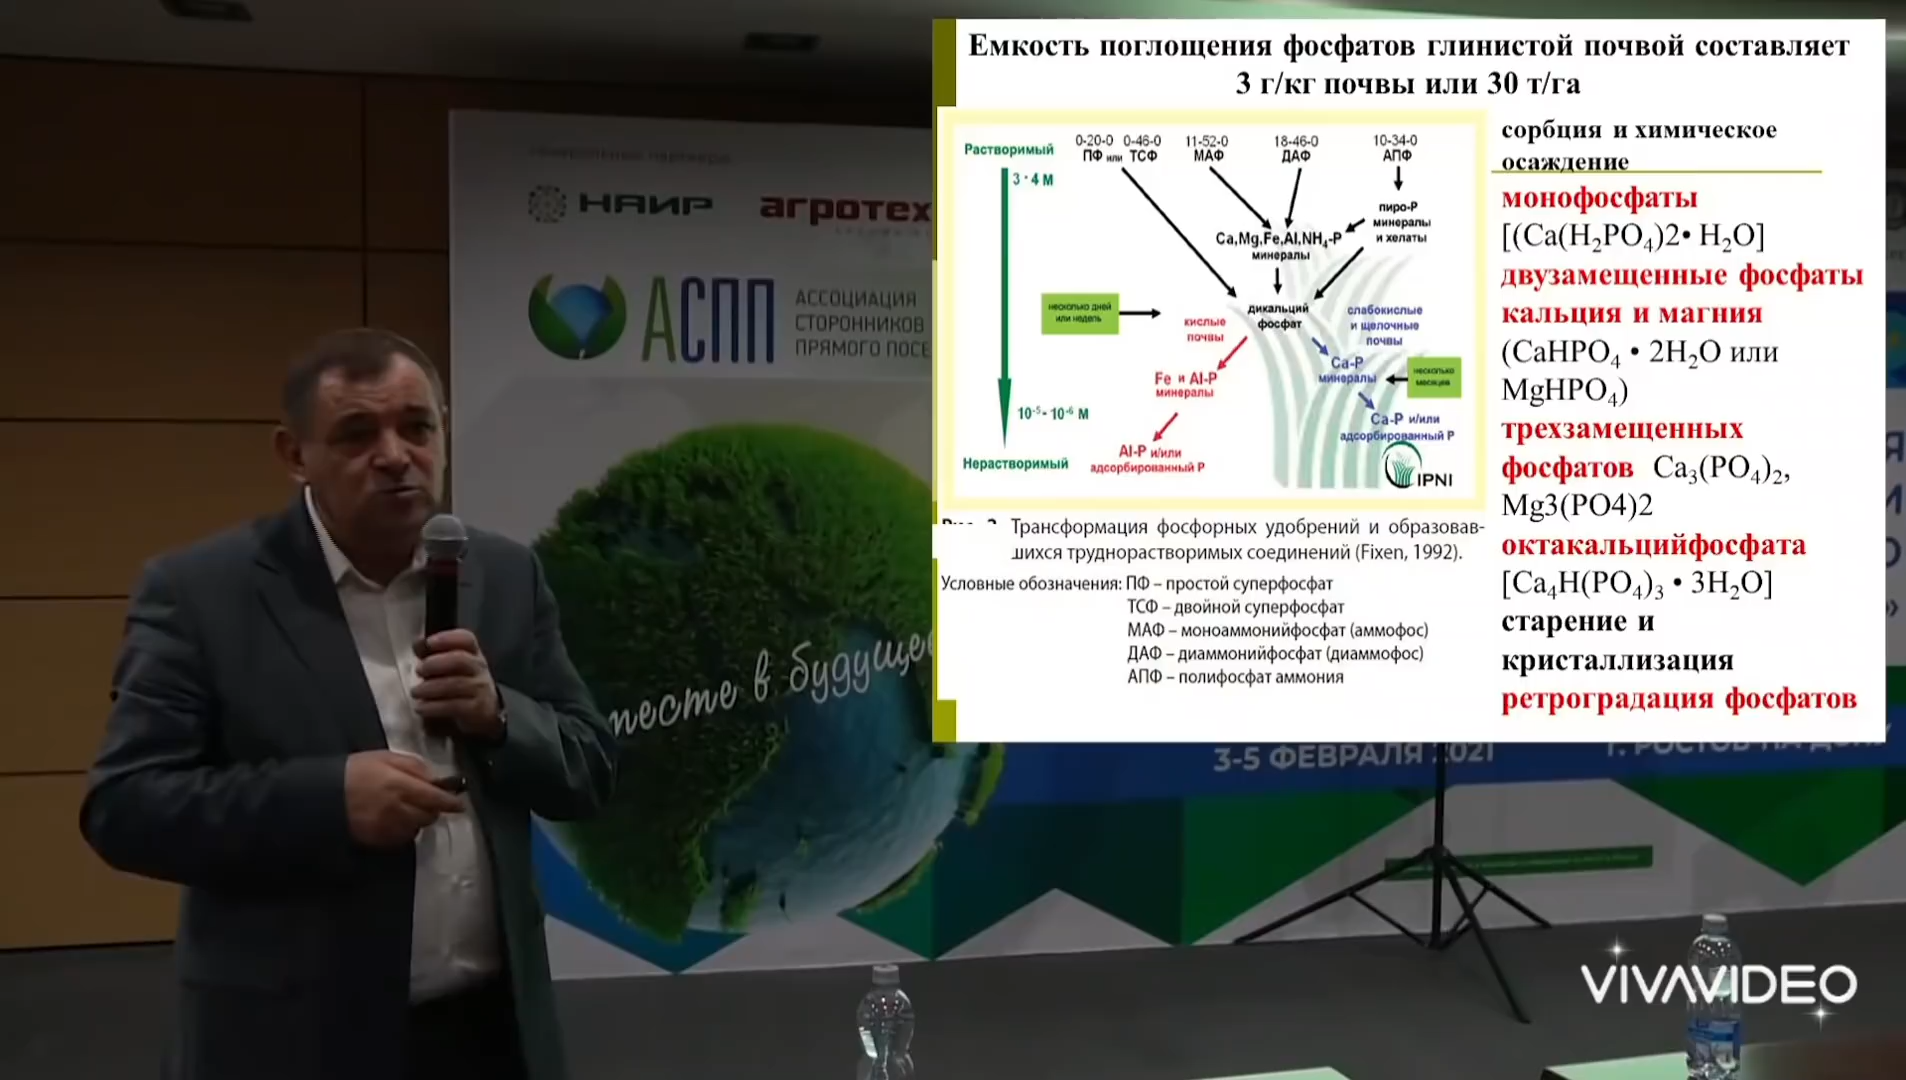 Емкость поглощения фосфатов глинистой почвой составляет
3 г/кг почвы или 30 т/га
Растворимый
3 · 4 М
10⁻⁵- 10⁻⁶ М
Нерастворимый
0-20-0 0-46-0
ПФ или ТСФ
11-52-0
МАФ
18-46-0
ДАФ
10-34-0
АПФ
пиро-Р
минералы
и хелаты
Ca,Mg,Fe,Al,NH₄-P
минералы
несколько дней
или недель
дикальций
фосфат
кислые
почвы
слабокислые
и щелочные
почвы
Fe и Al-P
минералы
Ca-P
минералы
несколько
месяцев
Al-P и/или
адсорбированный Р
Ca-P и/или
адсорбированный Р
IPNI
Трансформация фосфорных удобрений и образовав-
шихся труднорастворимых соединений (Fixen, 1992).
Условные обозначения: ПФ – простой суперфосфат
ТСФ – двойной суперфосфат
МАФ – моноаммонийфосфат (аммофос)
ДАФ – диаммонийфосфат (диаммофос)
АПФ – полифосфат аммония
сорбция и химическое
осаждение
монофосфаты
[(Ca(H₂PO₄)2• H₂O]
двузамещенные фосфаты
кальция и магния
(CaHPO₄ • 2H₂O или
MgHPO₄)
трехзамещенных
фосфатов Ca₃(PO₄)₂,
Mg3(PO4)2
октакальцийфосфата
[Ca₄H(PO₄)₃ • 3H₂O]
старение и
кристаллизация
ретроградация фосфатов
НАИР
агротех
АСПП
АССОЦИАЦИЯ
СТОРОННИКОВ
ПРЯМОГО ПОСЕ
в будуще
3-5 ФЕВРАЛЯ 2021
Г. РОСТОВ-НА-ДОНУ
VIVAVIDEO